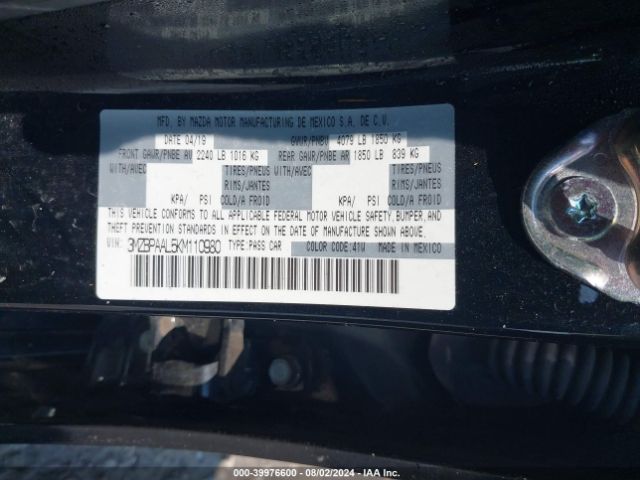 MFD. BY MAZDA MOTOR MANUFACTURING DE MEXICO S.A. DE C.V.
DATE 04/19 GVWR/PNBV 4079 LB 1850 KG
FRONT GAWR/PNBE AV 2240 LB 1016 KG REAR GAWR/PNBE AR 1850 LB 839 KG
WITH/AVEC TIRES/PNEUS WITH/AVEC TIRES/PNEUS
RIMS/JANTES RIMS/JANTES
KPA/ PSI COLD/A FROID KPA/ PSI COLD/A FROID
THIS VEHICLE CONFORMS TO ALL APPLICABLE FEDERAL MOTOR VEHICLE SAFETY, BUMPER, AND
THEFT PREVENTION STANDARDS IN EFFECT ON THE DATE OF MANUFACTURE SHOWN ABOVE.
VIN: 3MZBPAAL5KM110980 TYPE PASS CAR COLOR CODE:41W MADE IN MEXICO
000-39976600 - 08/02/2024 - IAA Inc.